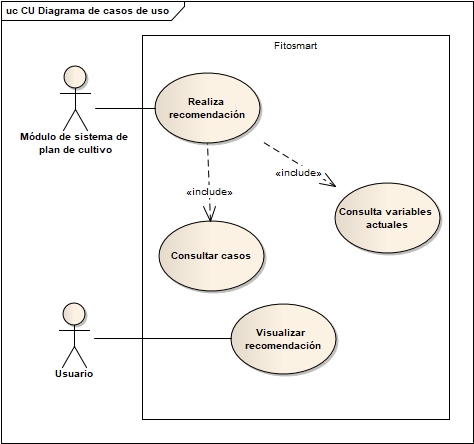 uc CU Diagrama de casos de uso
Fitosmart
Realiza
recomendación
Módulo de sistema de
plan de cultivo
«include»
«include»
Consulta variables
actuales
Consultar casos
Visualizar
recomendación
Usuario